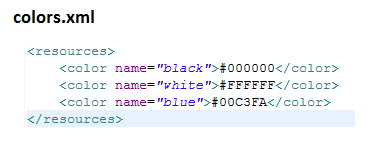 colors.xml
<resources>
<color name="black">#000000</color>
<color name="white">#FFFFFF</color>
<color name="blue">#00C3FA</color>
</resources>